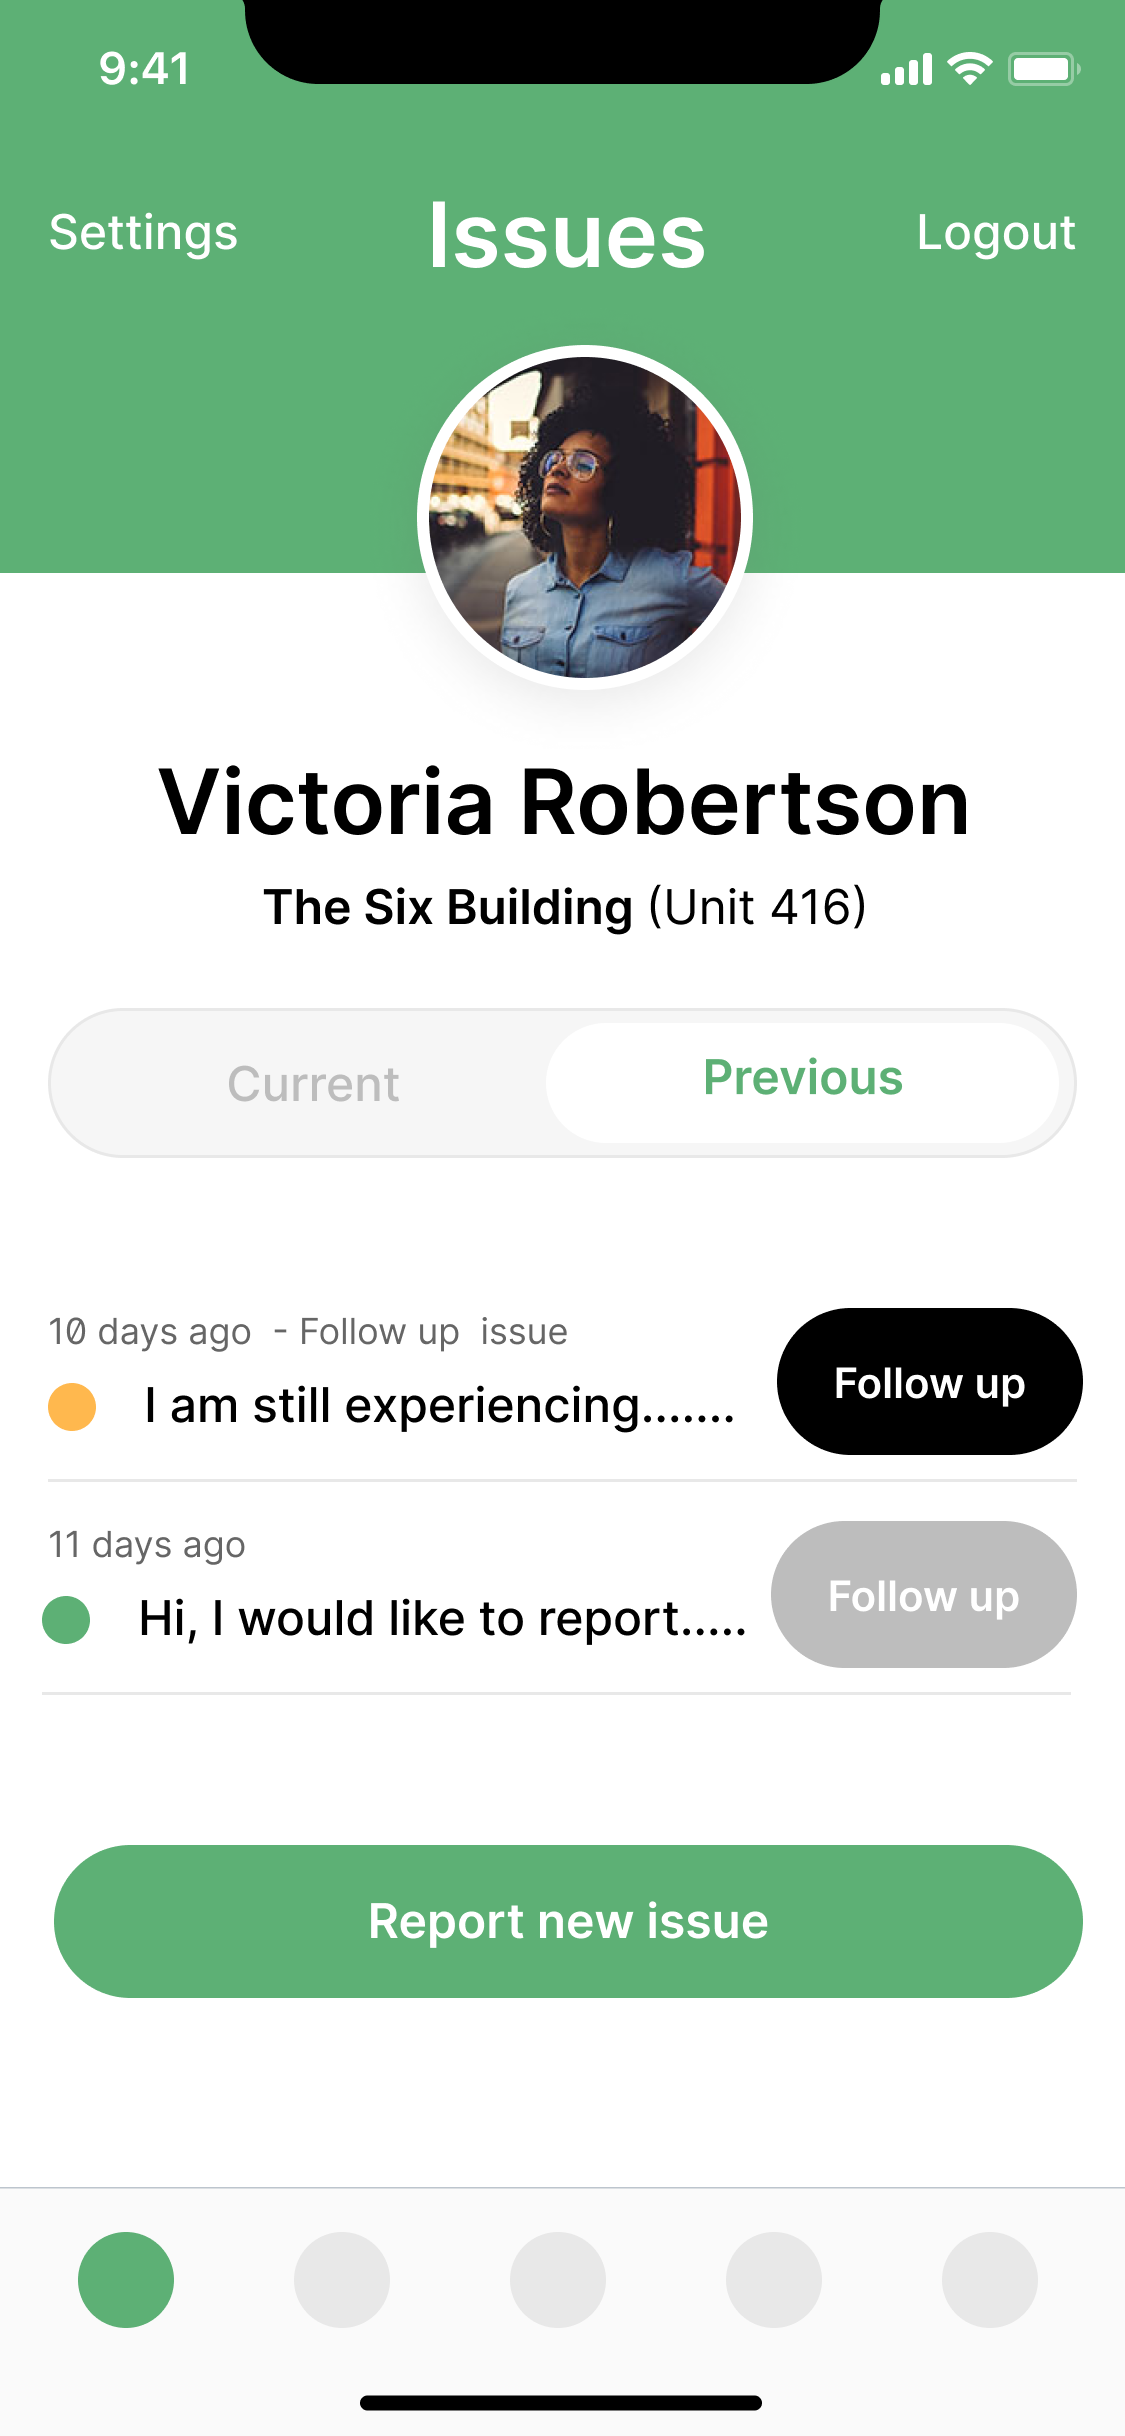 9:41
Settings Issues Logout
Victoria Robertson
The Six Building (Unit 416)
Current Previous
10 days ago  - Follow up  issue
I am still experiencing.......
Follow up
11 days ago
Hi, I would like to report.....
Follow up
Report new issue